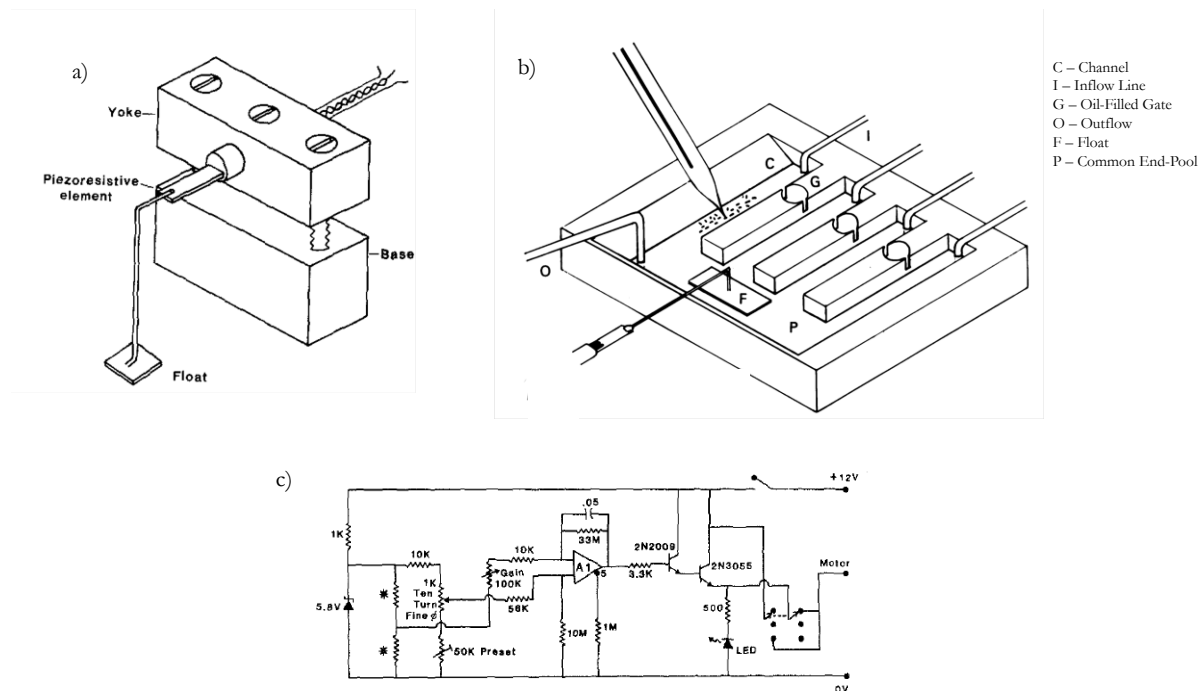 a)
Yoke
Piezoresistive
element
Base
Float
b)
C
I
G
O
F
P
C – Channel
I – Inflow Line
G – Oil-Filled Gate
O – Outflow
F – Float
P – Common End-Pool
c)
+12V
.05
1K
33M
2N2009
10K
10K
A1
2N3055
Motor
Gain
100K
5
3.3K
1K
Ten
Turn
Fine ϕ
5.8V
*
56K
500
10M
1M
*
50K Preset
LED
0V